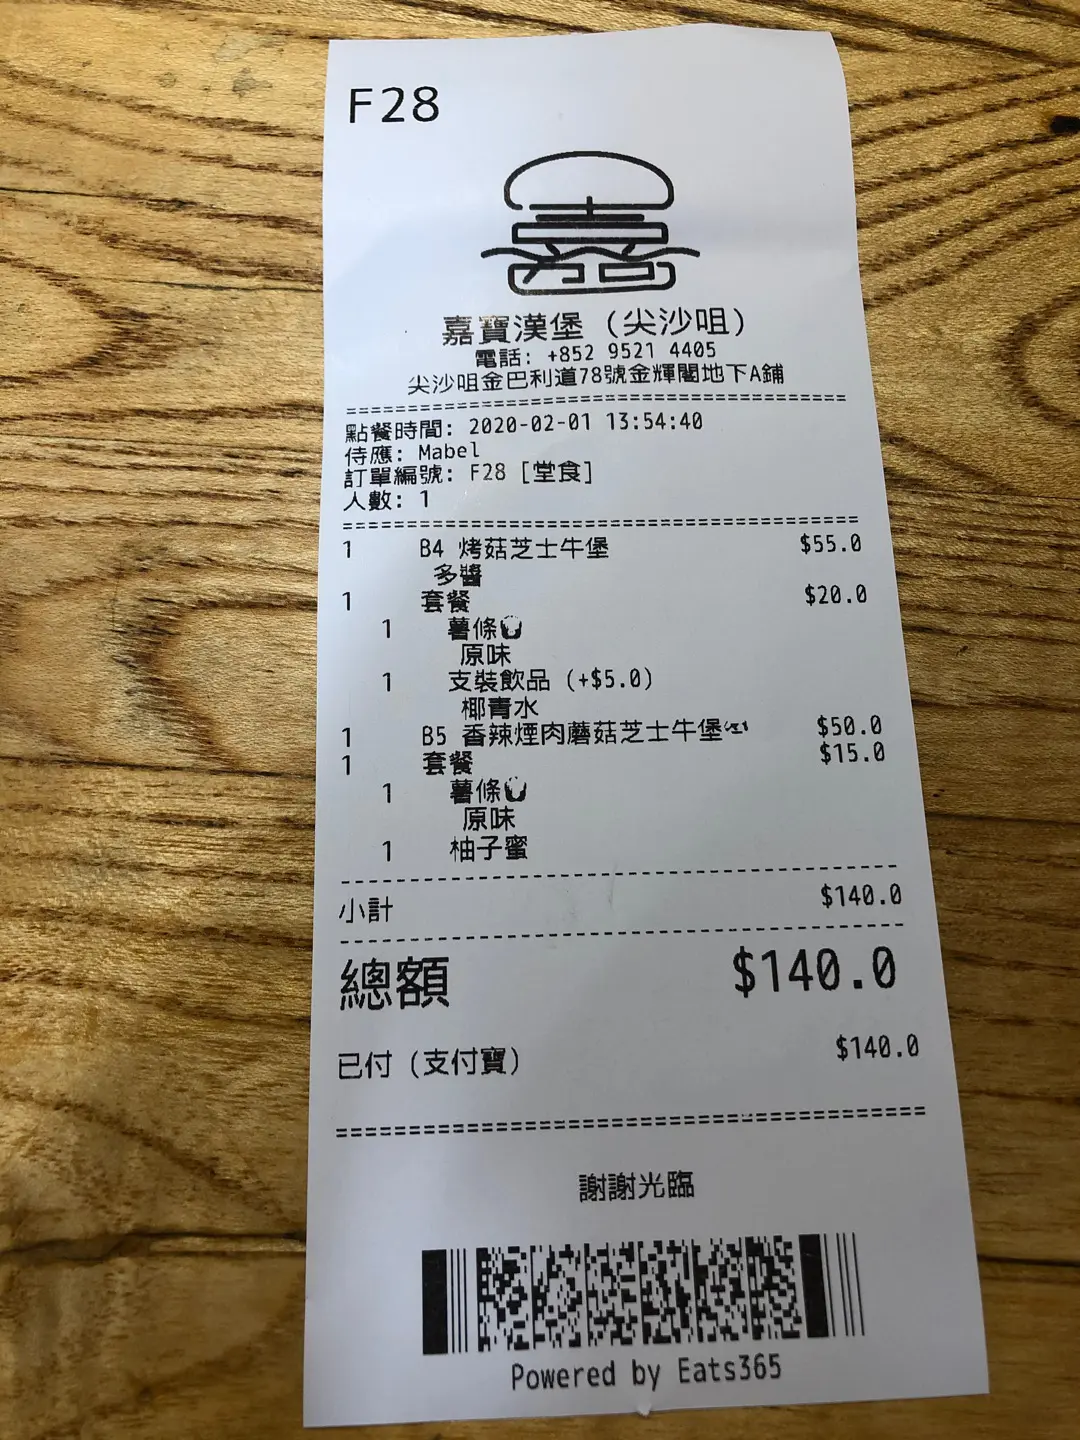 F28
嘉寶漢堡 (尖沙咀)
電話: +852 9521 4405
尖沙咀金巴利道78號金輝閣地下A鋪
點餐時間: 2020-02-01 13:54:40
侍應: Mabel
訂單編號: F28 [堂食]
人數: 1
1 B4 烤菇芝士牛堡 $55.0
多醬
1 套餐 $20.0
1 薯條
原味
1 支裝飲品 (+$5.0)
椰青水
1 B5 香辣煙肉蘑菇芝士牛堡 $50.0
1 套餐 $15.0
1 薯條
原味
1 柚子蜜
小計 $140.0
總額 $140.0
已付 (支付寶) $140.0
謝謝光臨
Powered by Eats365